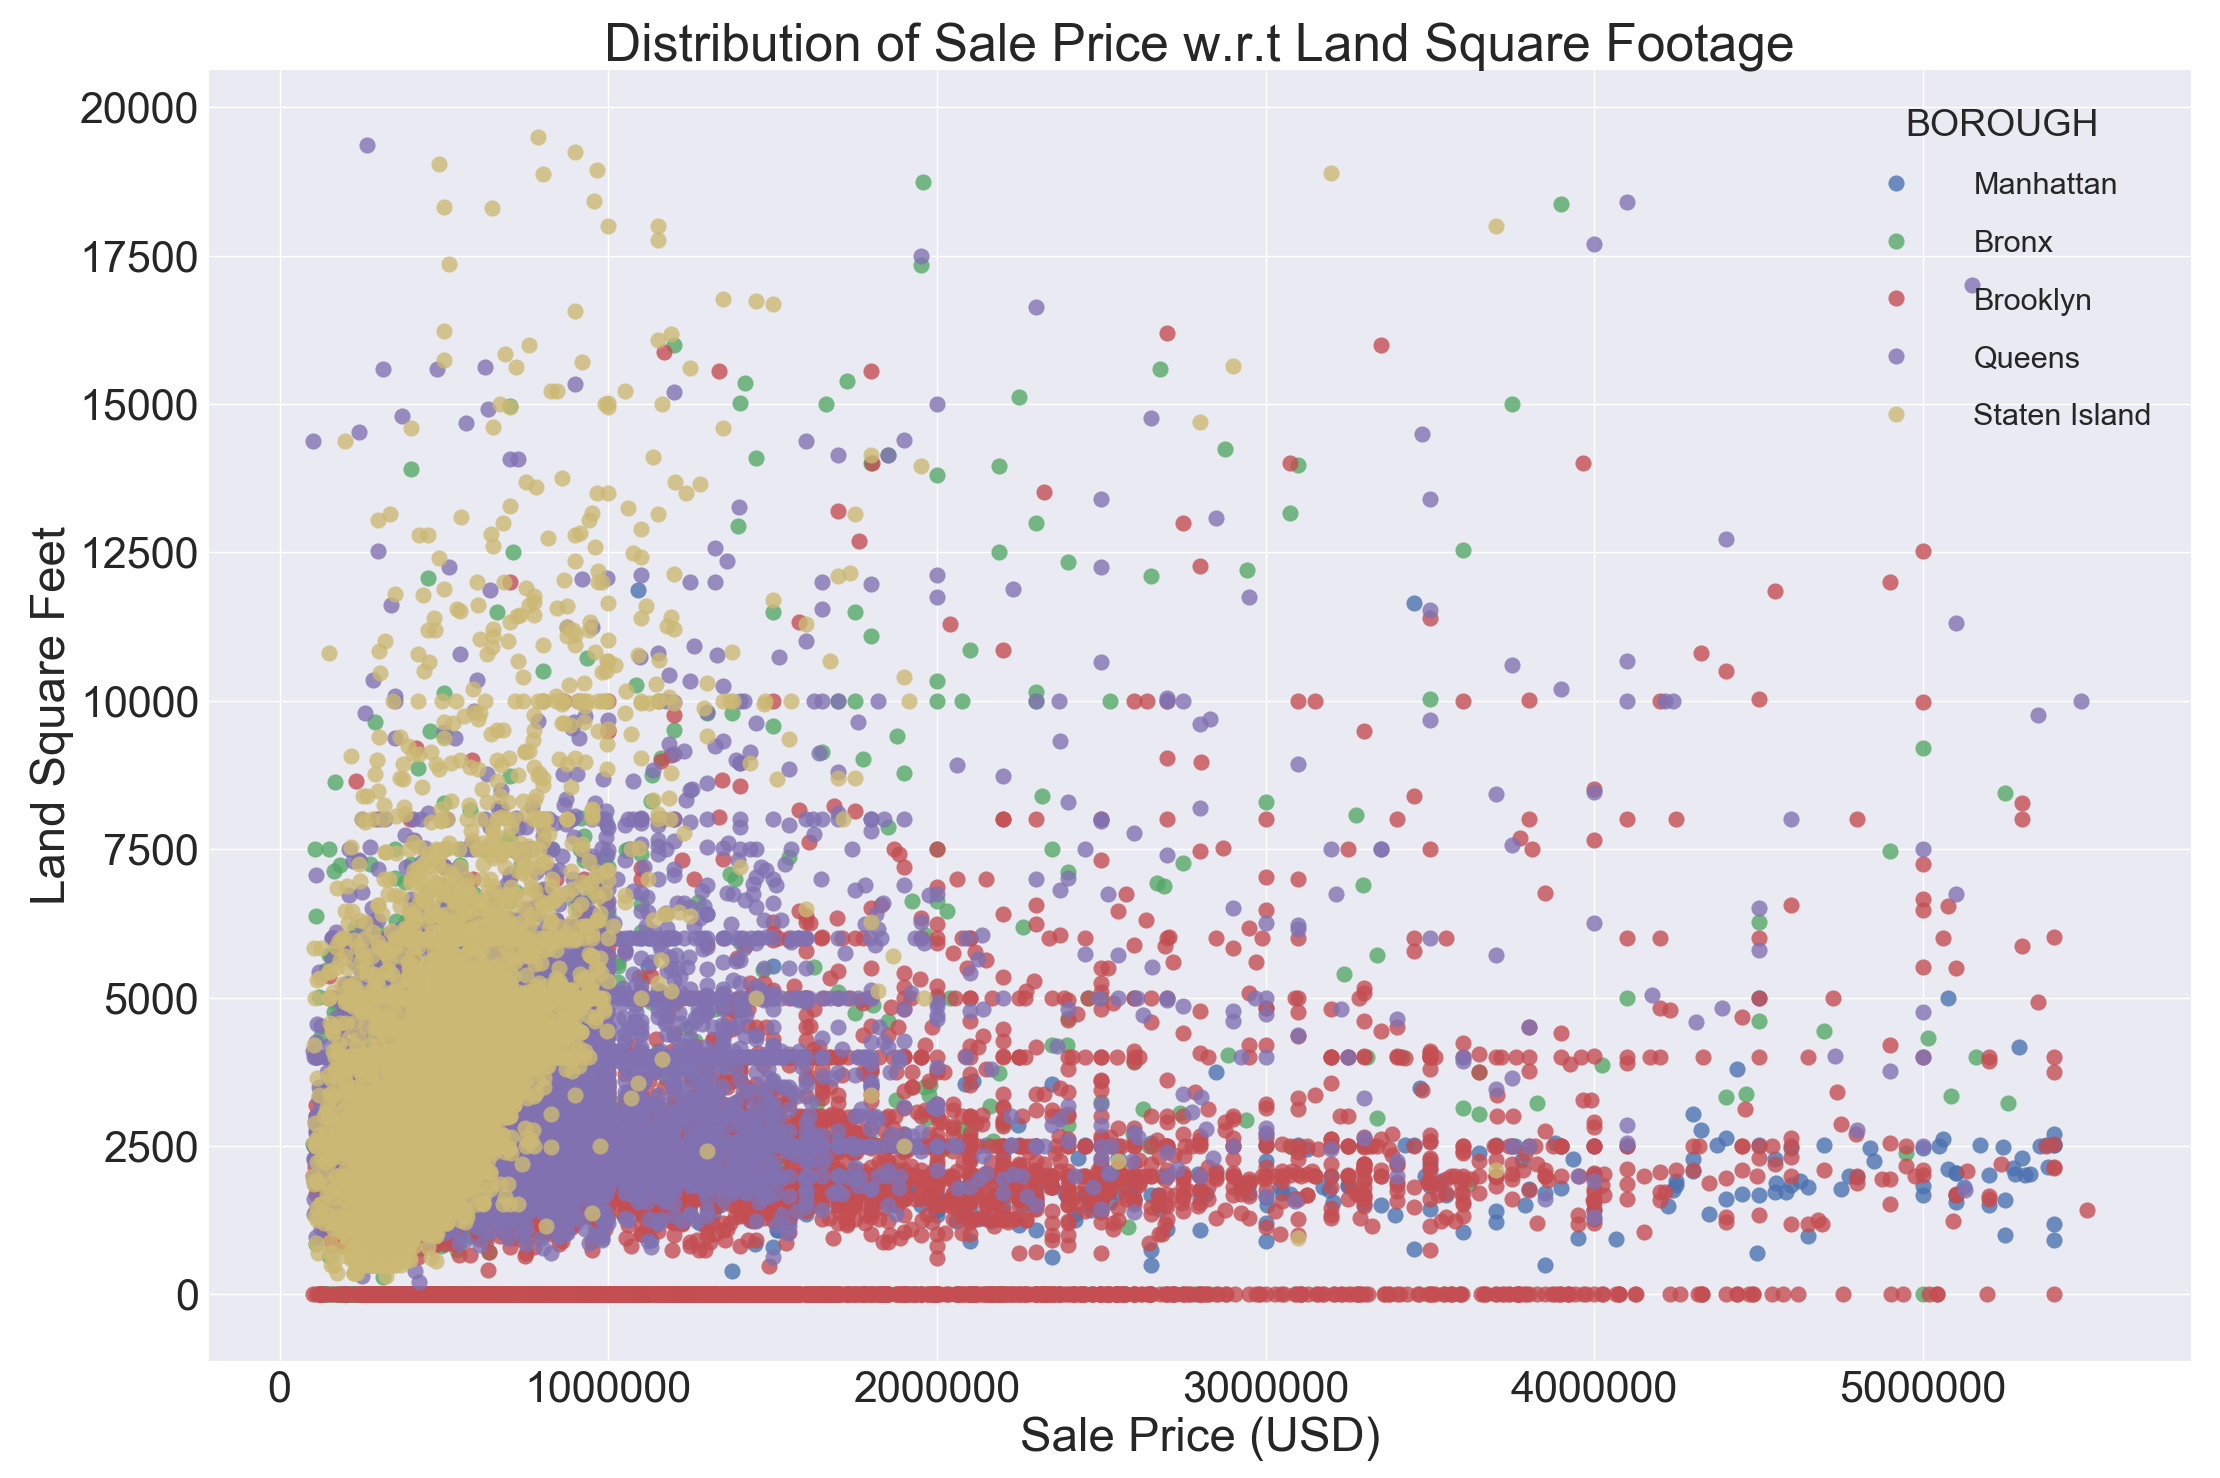 Distribution of Sale Price w.r.t Land Square Footage
20000
17500
15000
12500
10000
7500
5000
2500
0
Land Square Feet
BOROUGH
Manhattan
Bronx
Brooklyn
Queens
Staten Island
0 1000000 2000000 3000000 4000000 5000000
Sale Price (USD)